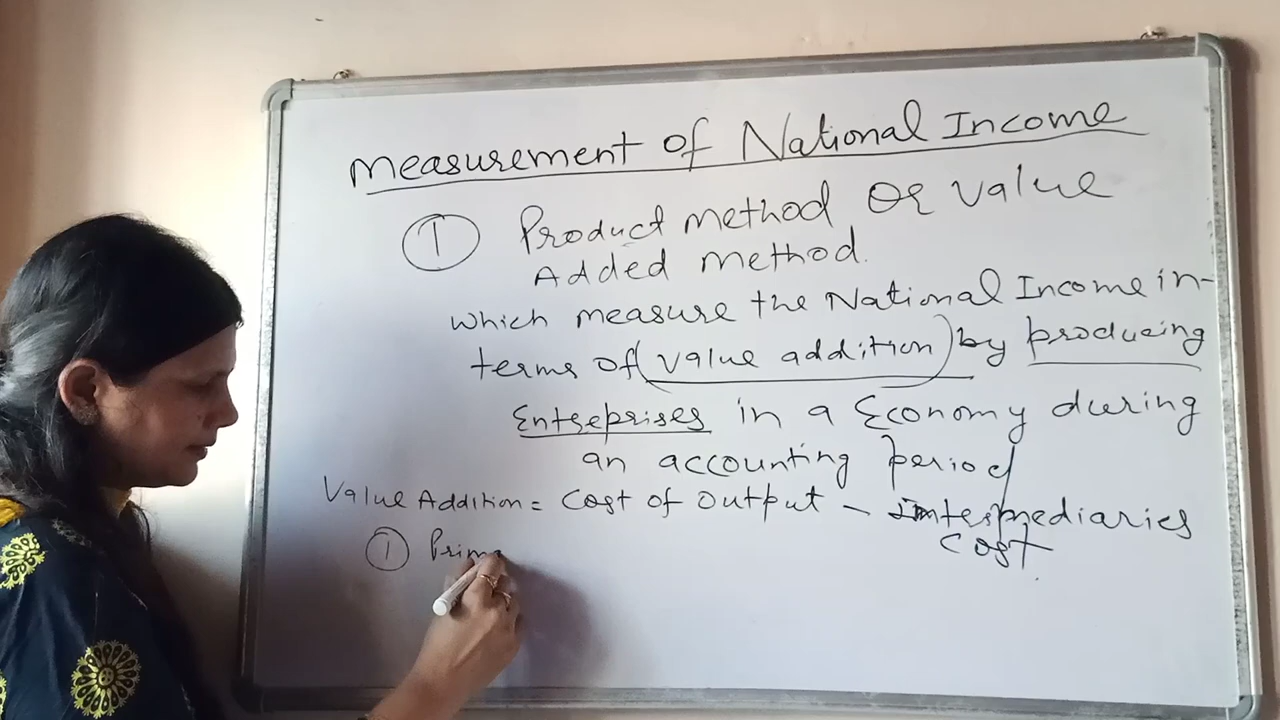 Measurement of National Income
① Product method OR value
Added method.
which measure the National Income in-
terms of (value addition) by producing
Enterprises in a Economy during
an accounting period
Value Addition = Cost of Output - Intermediaries
Cost
① Prima